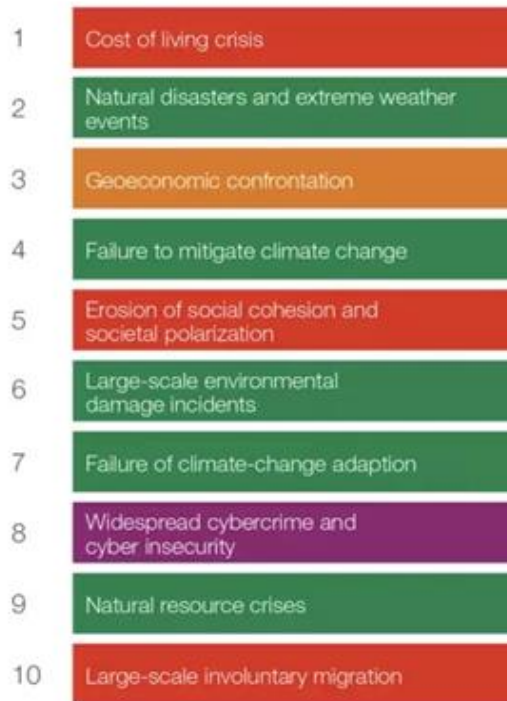 1 Cost of living crisis
2 Natural disasters and extreme weather
events
3 Geoeconomic confrontation
4 Failure to mitigate climate change
5 Erosion of social cohesion and
societal polarization
6 Large-scale environmental
damage incidents
7 Failure of climate-change adaption
8 Widespread cybercrime and
cyber insecurity
9 Natural resource crises
10 Large-scale involuntary migration